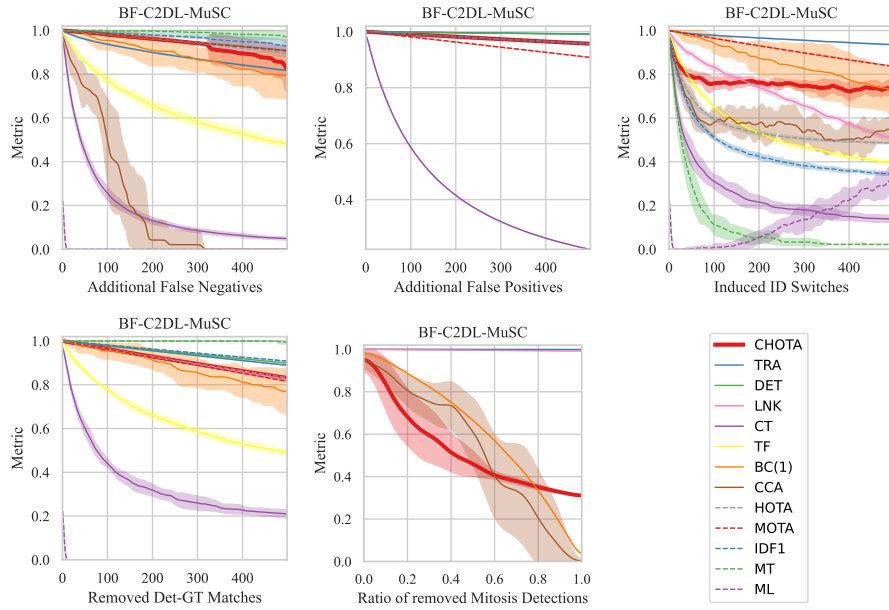 BF-C2DL-MuSC
1.0
0.8
0.6
0.4
0.2
0.0
Metric
0 100 200 300 400
Additional False Negatives
BF-C2DL-MuSC
1.0
0.8
0.6
0.4
Metric
0 100 200 300 400
Additional False Positives
BF-C2DL-MuSC
1.0
0.8
0.6
0.4
0.2
0.0
Metric
0 100 200 300 400
Induced ID Switches
BF-C2DL-MuSC
1.0
0.8
0.6
0.4
0.2
0.0
Metric
0 100 200 300 400
Removed Det-GT Matches
BF-C2DL-MuSC
1.0
0.8
0.6
0.4
0.2
0.0
Metric
0.0 0.2 0.4 0.6 0.8 1.0
Ratio of removed Mitosis Detections
CHOTA
TRA
DET
LNK
CT
TF
BC(1)
CCA
HOTA
MOTA
IDF1
MT
ML